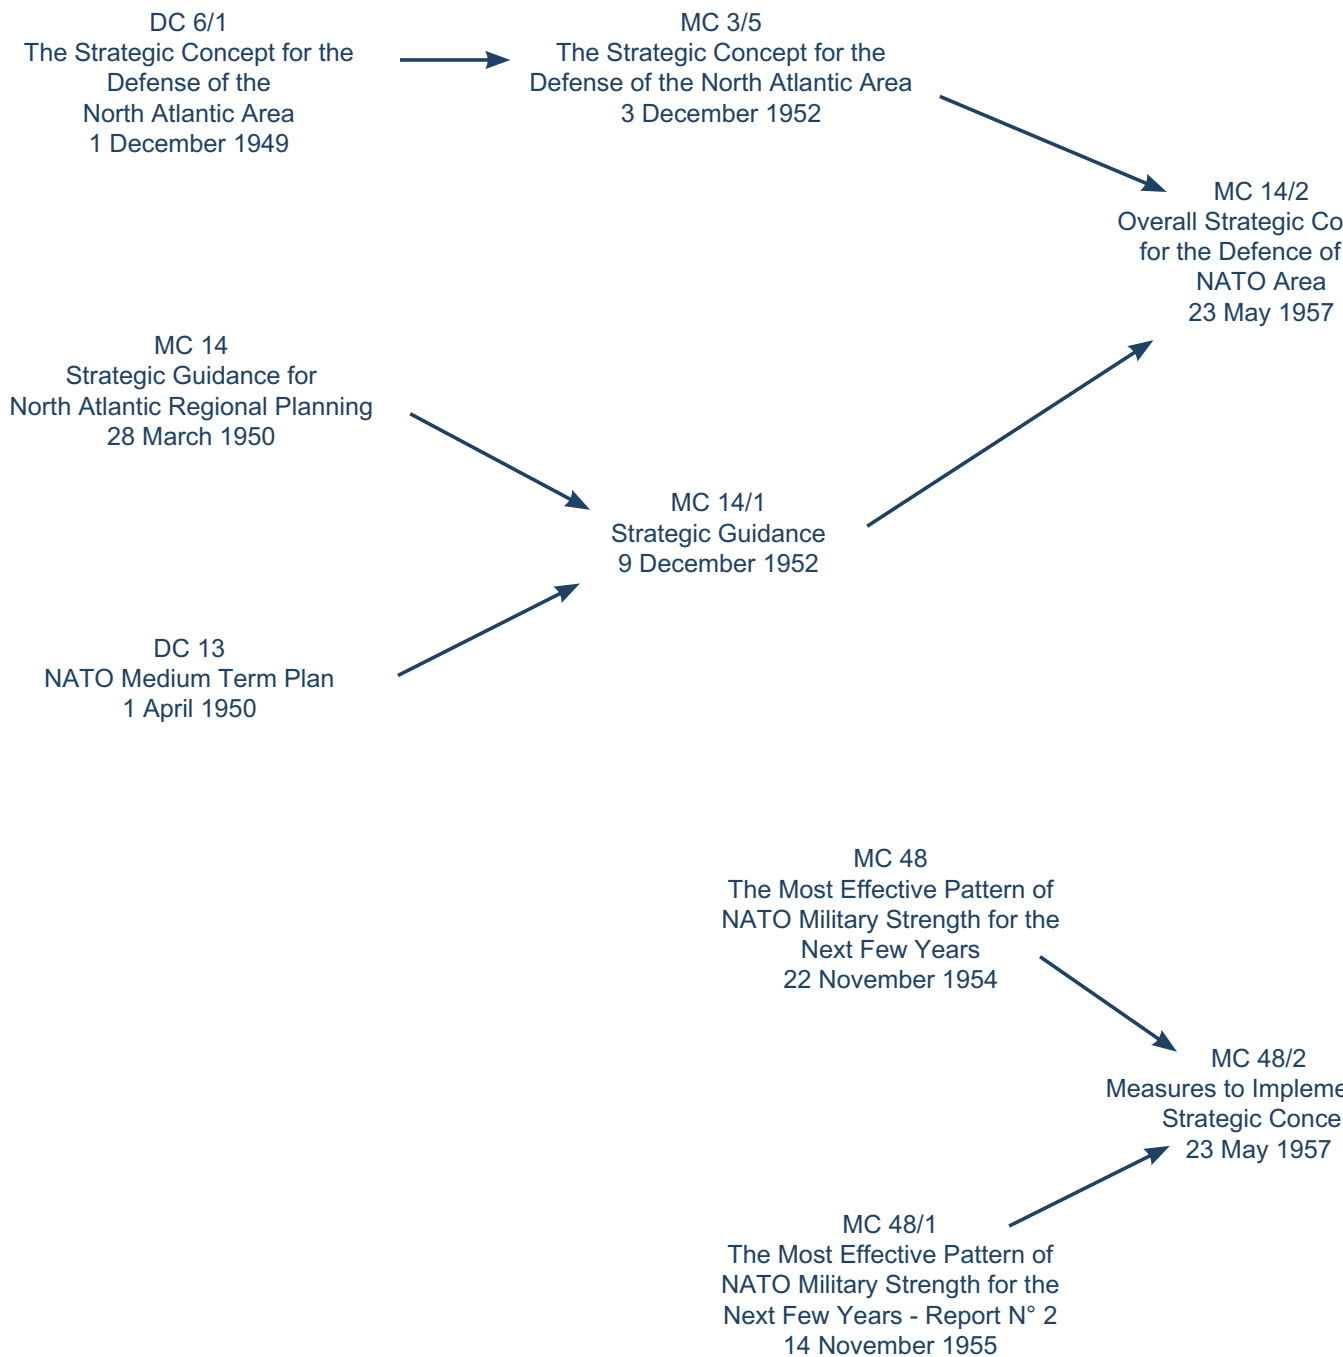 DC 6/1
The Strategic Concept for the
Defense of the
North Atlantic Area
1 December 1949
MC 3/5
The Strategic Concept for the
Defense of the North Atlantic Area
3 December 1952
MC 14/2
Overall Strategic
for the Defence of
NATO Area
23 May 1957
MC 14
Strategic Guidance for
North Atlantic Regional Planning
28 March 1950
MC 14/1
Strategic Guidance
9 December 1952
DC 13
NATO Medium Term Plan
1 April 1950
MC 48
The Most Effective Pattern of
NATO Military Strength for the
Next Few Years
22 November 1954
MC 48/2
Measures to
Strategic
23 May 1957
MC 48/1
The Most Effective Pattern of
NATO Military Strength for the
Next Few Years - Report N° 2
14 November 1955